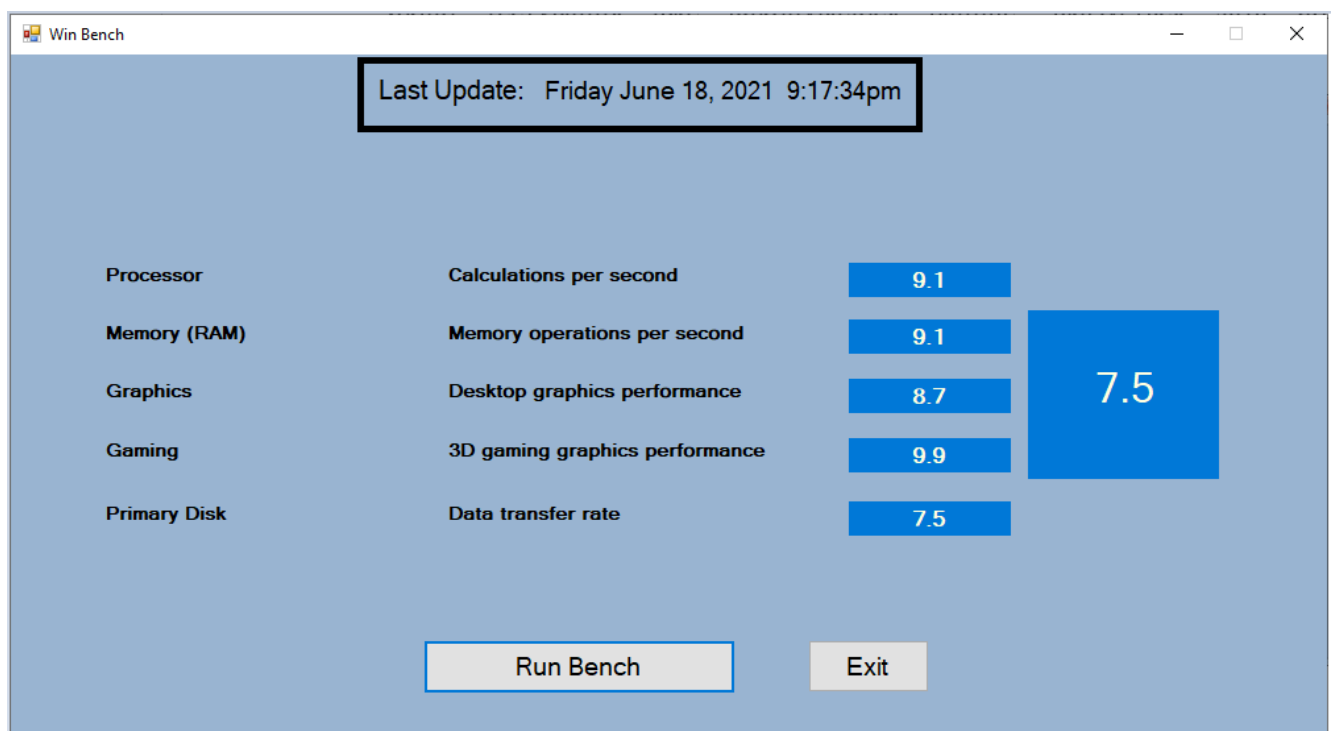 Win Bench
Last Update: Friday June 18, 2021 9:17:34pm
Processor Calculations per second 9.1
Memory (RAM) Memory operations per second 9.1
Graphics Desktop graphics performance 8.7
7.5
Gaming 3D gaming graphics performance 9.9
Primary Disk Data transfer rate 7.5
Run Bench Exit